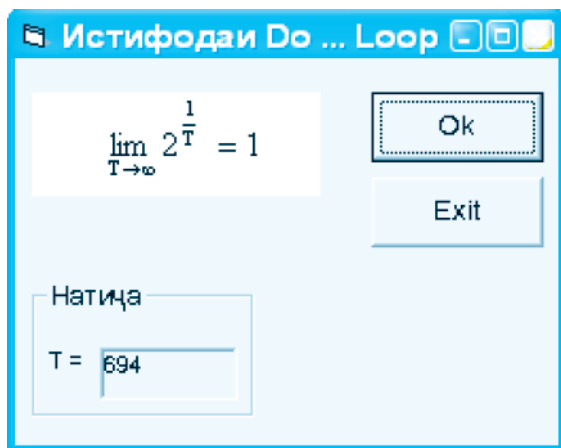 Истифодаи Do ... Loop
lim 2^(1/T) = 1
T→∞
Ok
Exit
Натиҷа
T = 694